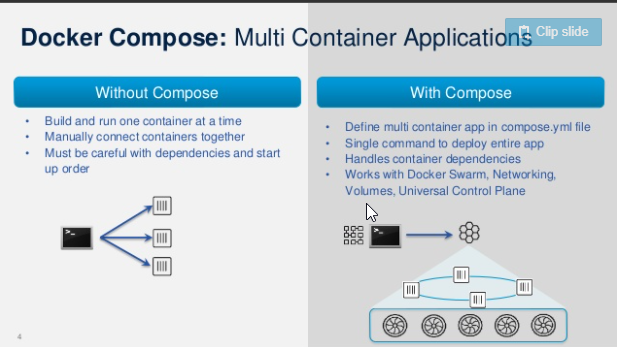 Docker Compose: Multi Container Applications
Clip slide
Without Compose
• Build and run one container at a time
• Manually connect containers together
• Must be careful with dependencies and start
up order
With Compose
• Define multi container app in compose.yml file
• Single command to deploy entire app
• Handles container dependencies
• Works with Docker Swarm, Networking,
Volumes, Universal Control Plane
>_
>_
4